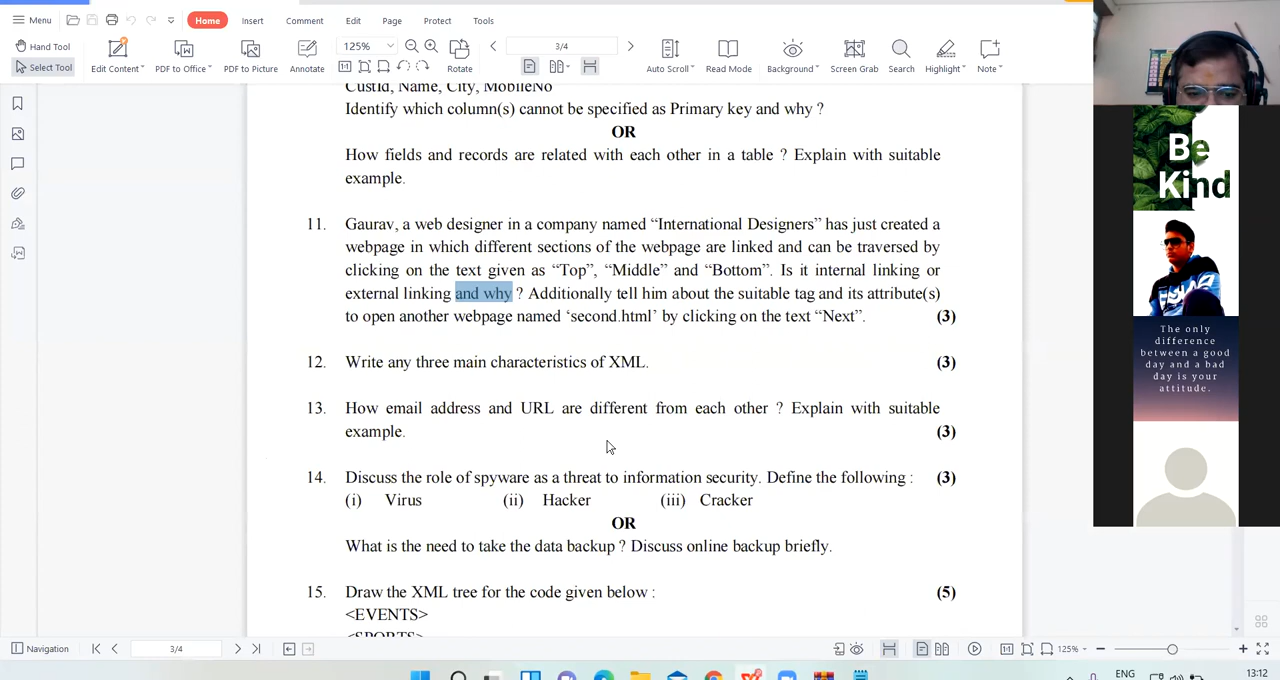 Menu
Home
Insert
Comment
Edit
Page
Protect
Tools
Hand Tool
Select Tool
Edit Content
PDF to Office
PDF to Picture
Annotate
125%
Rotate
3/4
Auto Scroll
Read Mode
Background
Screen Grab
Search
Highlight
Note
CustId, Name, City, MobileNo
Identify which column(s) cannot be specified as Primary key and why ?
OR
How fields and records are related with each other in a table ? Explain with suitable
example.
11. Gaurav, a web designer in a company named “International Designers” has just created a
webpage in which different sections of the webpage are linked and can be traversed by
clicking on the text given as “Top”, “Middle” and “Bottom”. Is it internal linking or
external linking and why ? Additionally tell him about the suitable tag and its attribute(s)
to open another webpage named ‘second.html’ by clicking on the text “Next”. (3)
12. Write any three main characteristics of XML. (3)
13. How email address and URL are different from each other ? Explain with suitable
example. (3)
14. Discuss the role of spyware as a threat to information security. Define the following : (3)
(i) Virus (ii) Hacker (iii) Cracker
OR
What is the need to take the data backup ? Discuss online backup briefly.
15. Draw the XML tree for the code given below : (5)
<EVENTS>
<SPORTS>
Be
Kind
The only
difference
between a good
day and a bad
day is your
attitude.
Navigation
3/4
125%
ENG
13:12